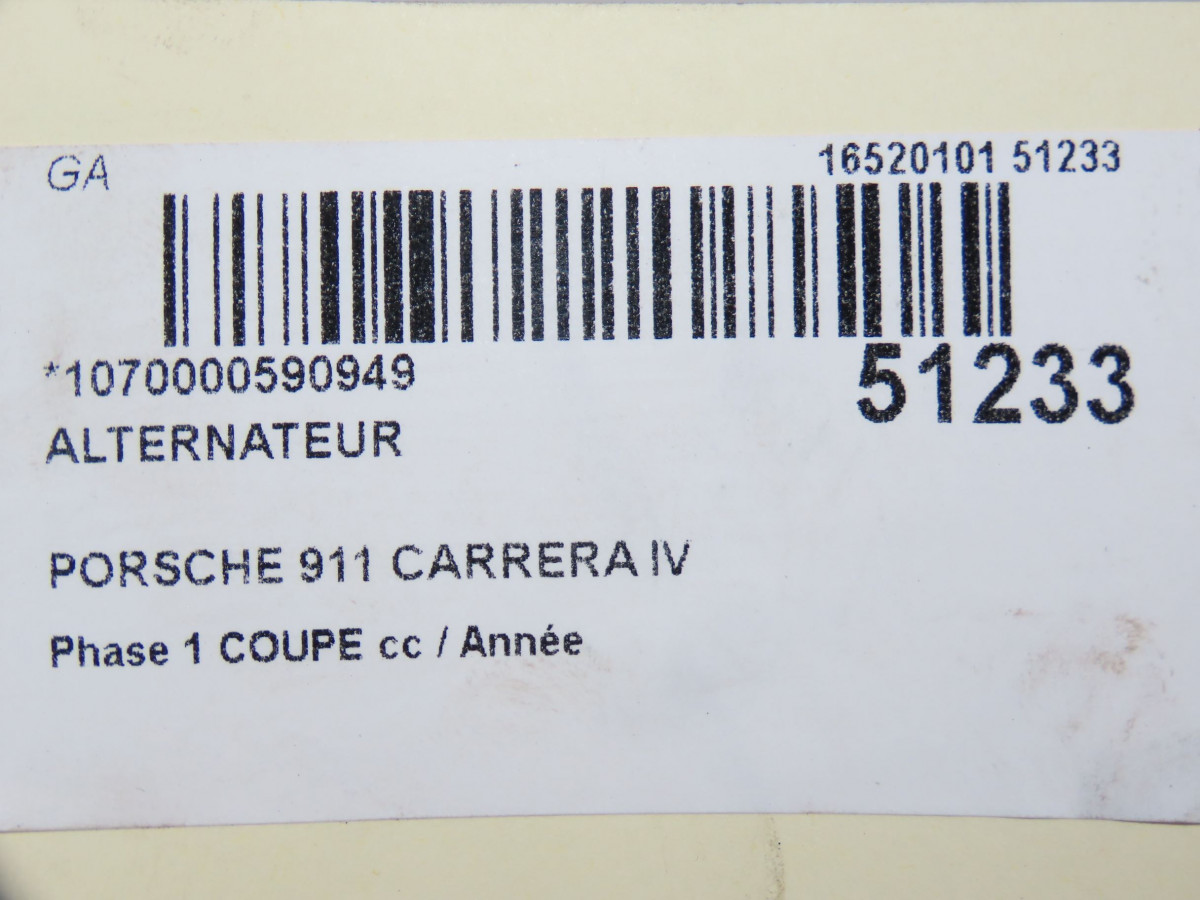 GA
16520101 51233
*1070000590949
51233
ALTERNATEUR
PORSCHE 911 CARRERA IV
Phase 1 COUPE cc / Année